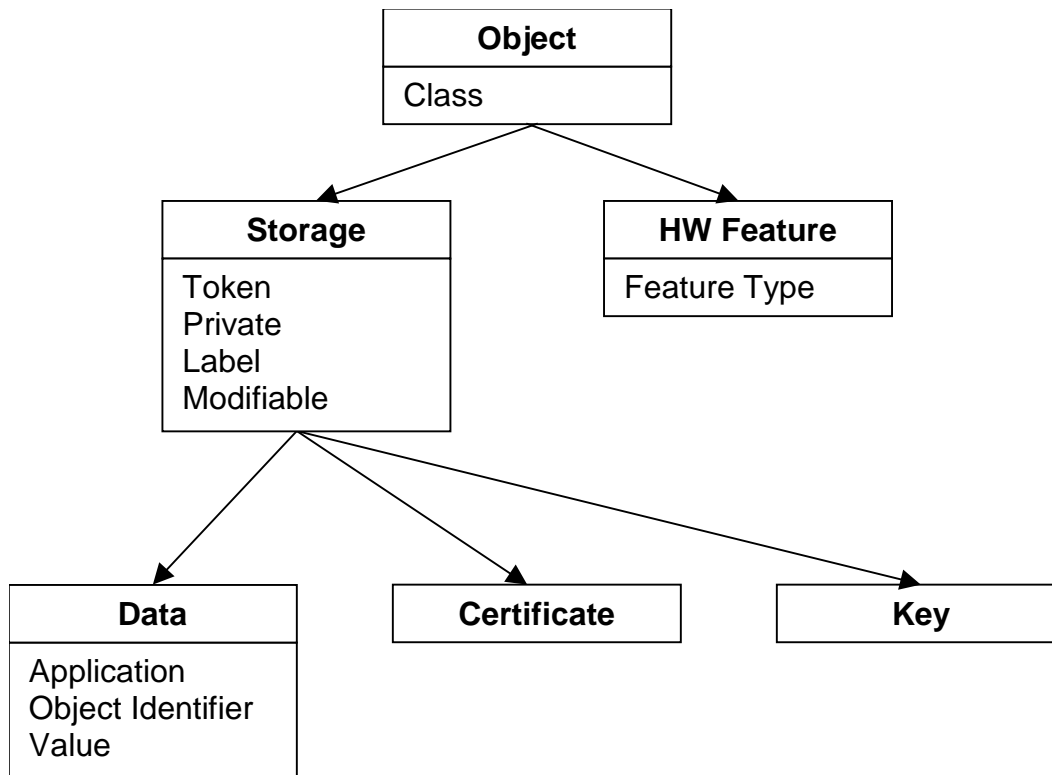 Object
Class
Storage
HW Feature
Token
Private
Label
Modifiable
Feature Type
Data
Certificate
Key
Application
Object Identifier
Value